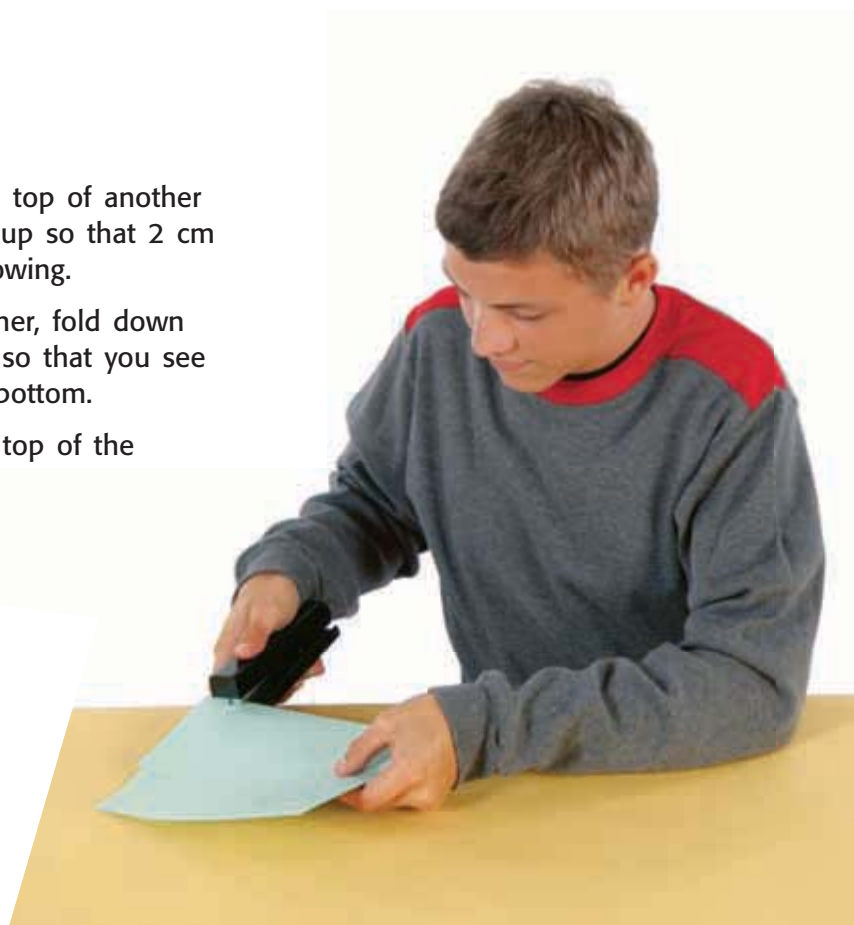 top of another
up so that 2 cm
owing.
her, fold down
so that you see
bottom.
top of the